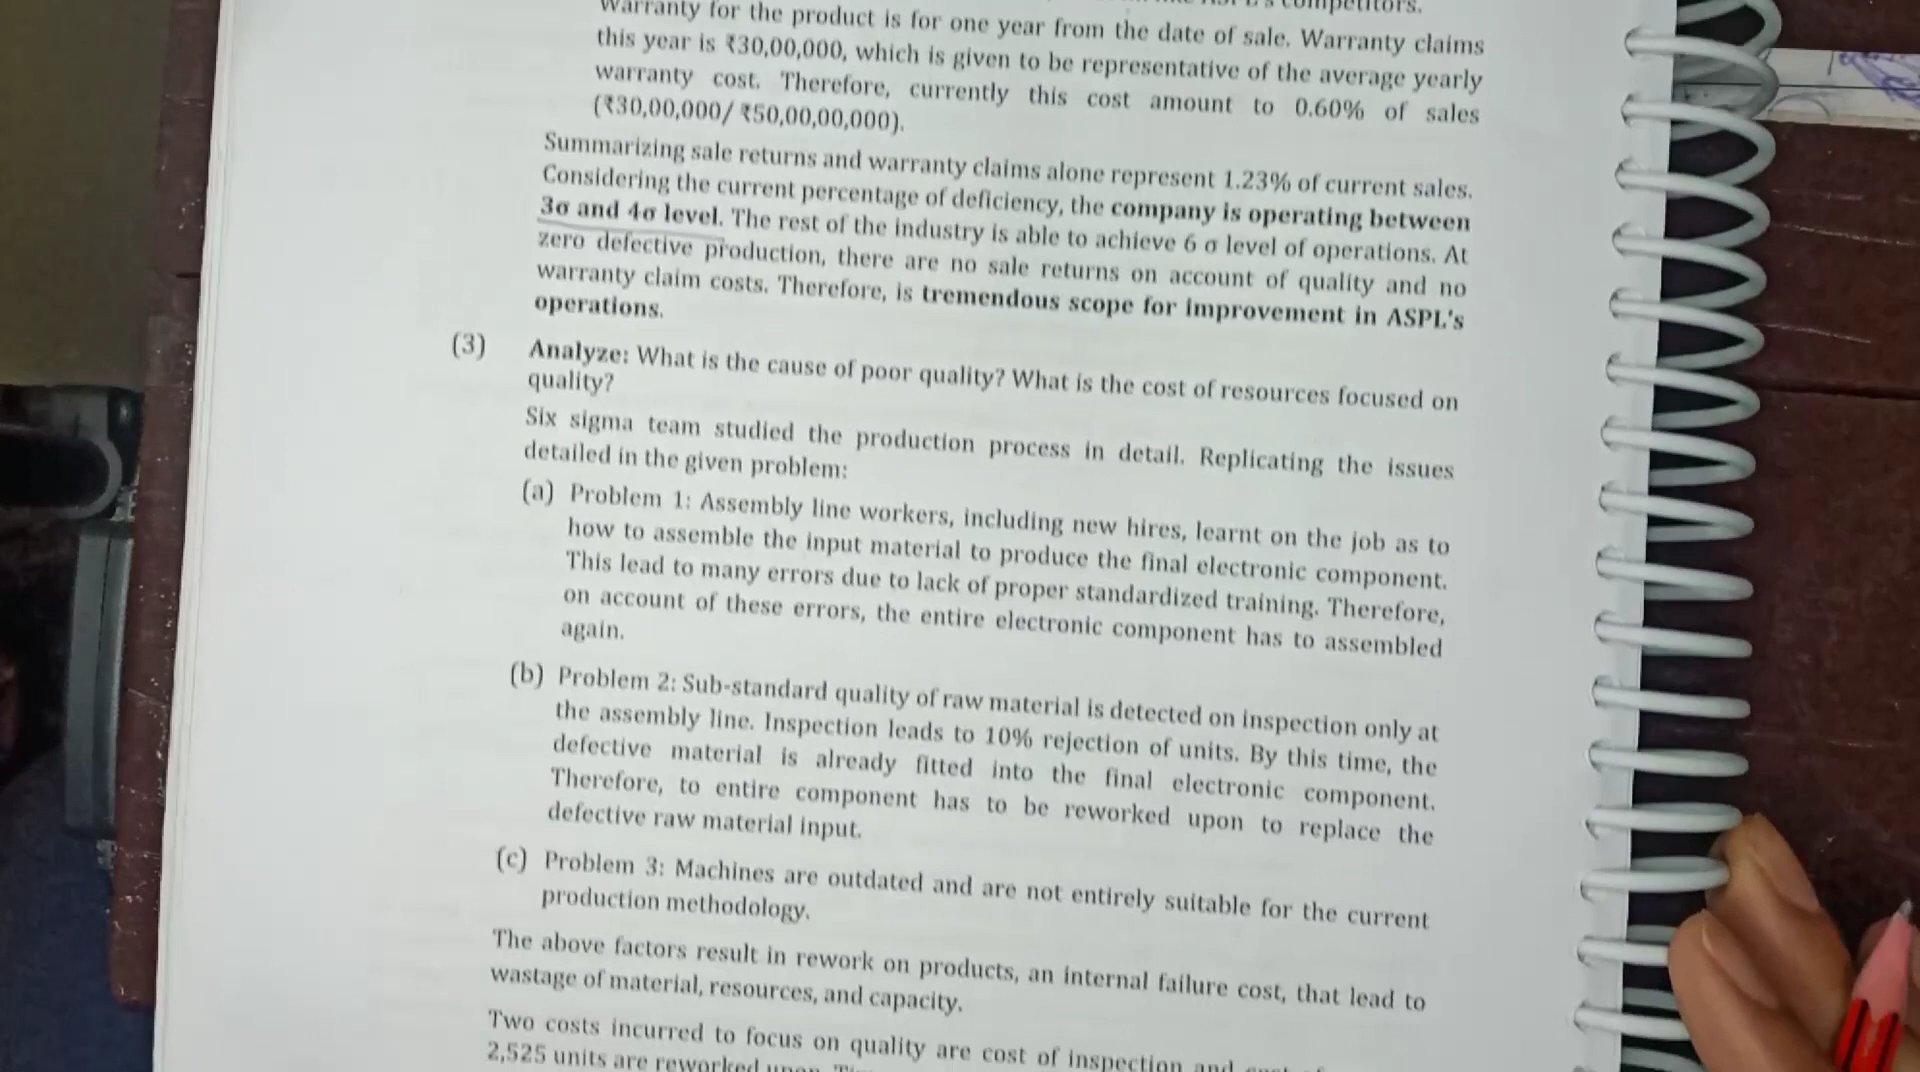 competitors.
Warranty for the product is for one year from the date of sale. Warranty claims
this year is ₹30,00,000, which is given to be representative of the average yearly
warranty cost. Therefore, currently this cost amount to 0.60% of sales
(₹30,00,000/ ₹50,00,00,000).
Summarizing sale returns and warranty claims alone represent 1.23% of current sales.
Considering the current percentage of deficiency, the company is operating between
3σ and 4σ level. The rest of the industry is able to achieve 6 σ level of operations. At
zero defective production, there are no sale returns on account of quality and no
warranty claim costs. Therefore, is tremendous scope for improvement in ASPL's
operations.
(3) Analyze: What is the cause of poor quality? What is the cost of resources focused on
quality?
Six sigma team studied the production process in detail. Replicating the issues
detailed in the given problem:
(a) Problem 1: Assembly line workers, including new hires, learnt on the job as to
how to assemble the input material to produce the final electronic component.
This lead to many errors due to lack of proper standardized training. Therefore,
on account of these errors, the entire electronic component has to assembled
again.
(b) Problem 2: Sub-standard quality of raw material is detected on inspection only at
the assembly line. Inspection leads to 10% rejection of units. By this time, the
defective material is already fitted into the final electronic component.
Therefore, to entire component has to be reworked upon to replace the
defective raw material input.
(c) Problem 3: Machines are outdated and are not entirely suitable for the current
production methodology.
The above factors result in rework on products, an internal failure cost, that lead to
wastage of material, resources, and capacity.
Two costs incurred to focus on quality are cost of inspection and
2,525 units are reworked upon.